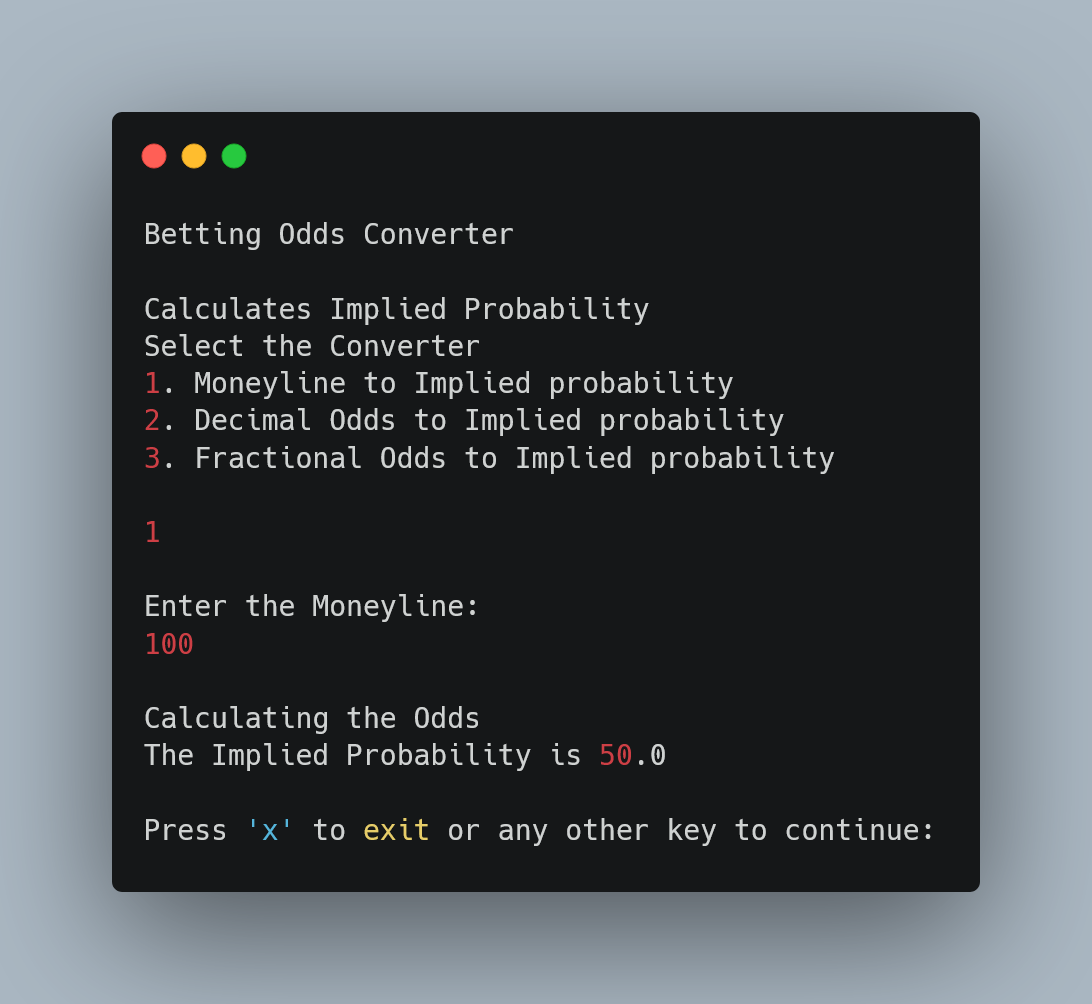 Betting Odds Converter
Calculates Implied Probability
Select the Converter
1. Moneyline to Implied probability
2. Decimal Odds to Implied probability
3. Fractional Odds to Implied probability
1
Enter the Moneyline:
100
Calculating the Odds
The Implied Probability is 50.0
Press 'x' to exit or any other key to continue: